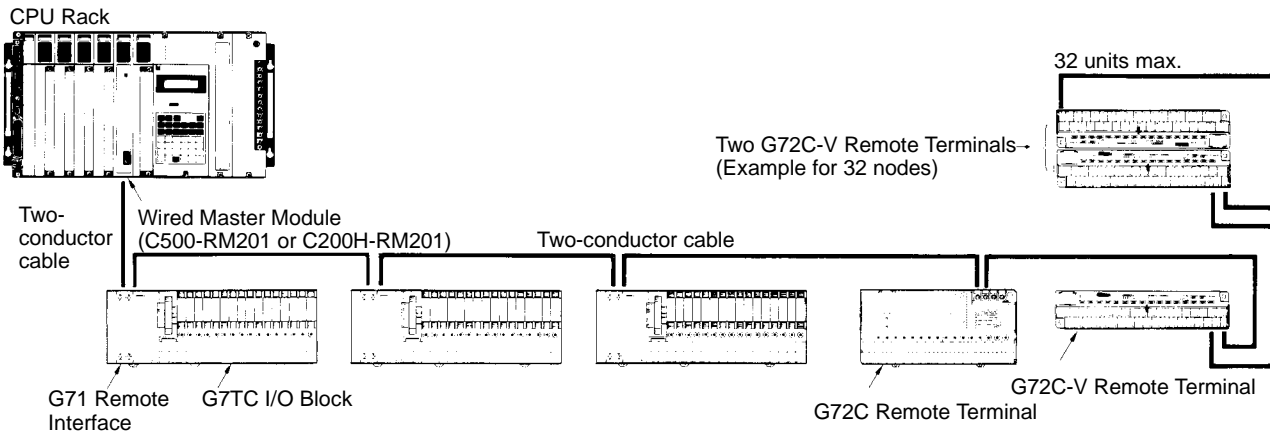 CPU Rack
32 units max.
Two G72C-V Remote Terminals
(Example for 32 nodes)
Two-
conductor
cable
Wired Master Module
(C500-RM201 or C200H-RM201)
Two-conductor cable
G71 Remote
Interface
G7TC I/O Block
G72C Remote Terminal
G72C-V Remote Terminal